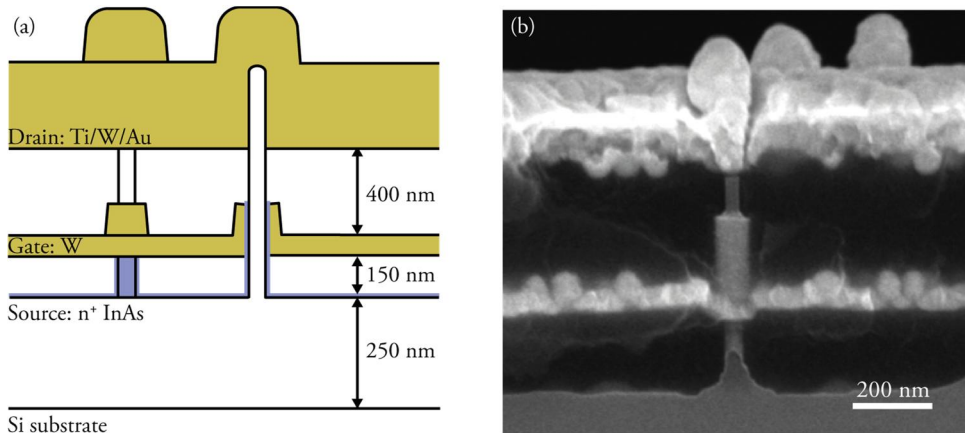 (a)
Drain: Ti/W/Au
400 nm
Gate: W
150 nm
Source: n⁺ InAs
250 nm
Si substrate
(b)
200 nm